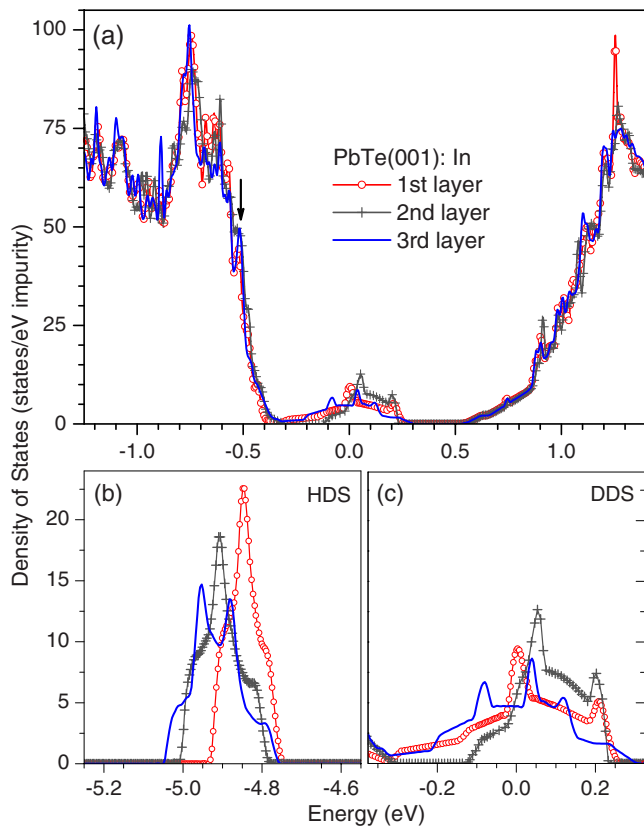 (a)
100
75
50
25
0
PbTe(001): In
1st layer
2nd layer
3rd layer
-1.0 -0.5 0.0 0.5 1.0
Density of States (states/eV impurity)
(b) HDS
20
15
10
5
0
-5.2 -5.0 -4.8 -4.6
(c) DDS
-0.2 0.0 0.2
Energy (eV)